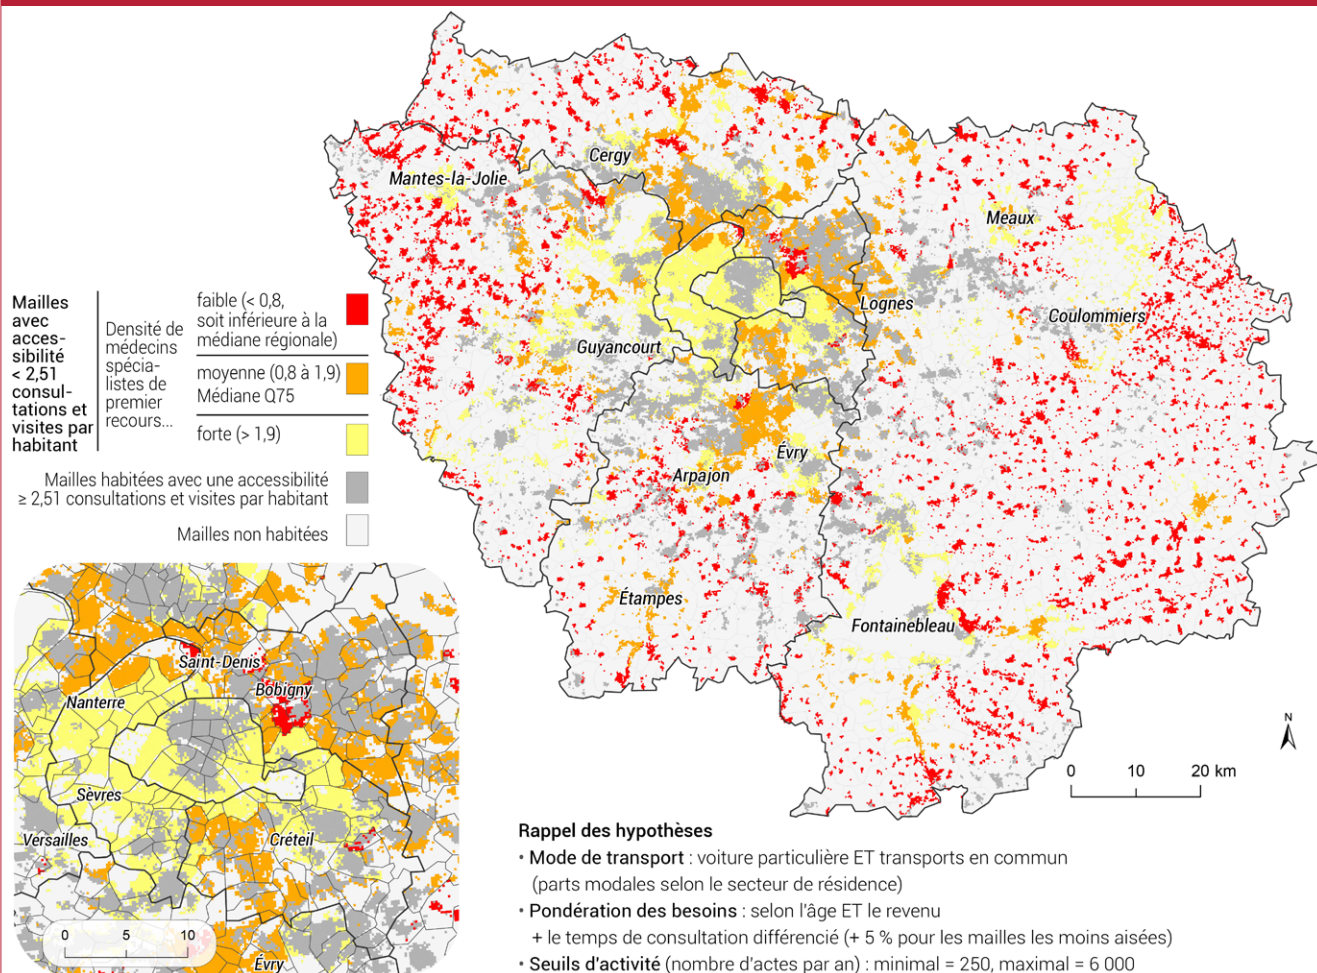 Cergy
Mantes-la-Jolie
Meaux
Lognes
Coulommiers
Guyancourt
Évry
Arpajon
Étampes
Fontainebleau
Mailles
avec
acces-
sibilité
< 2,51
consul-
tations et
visites par
habitant
Densité de
médecins
spécia-
listes de
premier
recours...
faible (< 0,8,
soit inférieure à la
médiane régionale)
moyenne (0,8 à 1,9)
Médiane Q75
forte (> 1,9)
Mailles habitées avec une accessibilité
≥ 2,51 consultations et visites par habitant
Mailles non habitées
Saint-Denis
Bobigny
Nanterre
Sèvres
Versailles
Créteil
0 5 10
Évry
N
0 10 20 km
Rappel des hypothèses
• Mode de transport : voiture particulière ET transports en commun
(parts modales selon le secteur de résidence)
• Pondération des besoins : selon l'âge ET le revenu
+ le temps de consultation différencié (+ 5 % pour les mailles les moins aisées)
• Seuils d'activité (nombre d'actes par an) : minimal = 250, maximal = 6 000